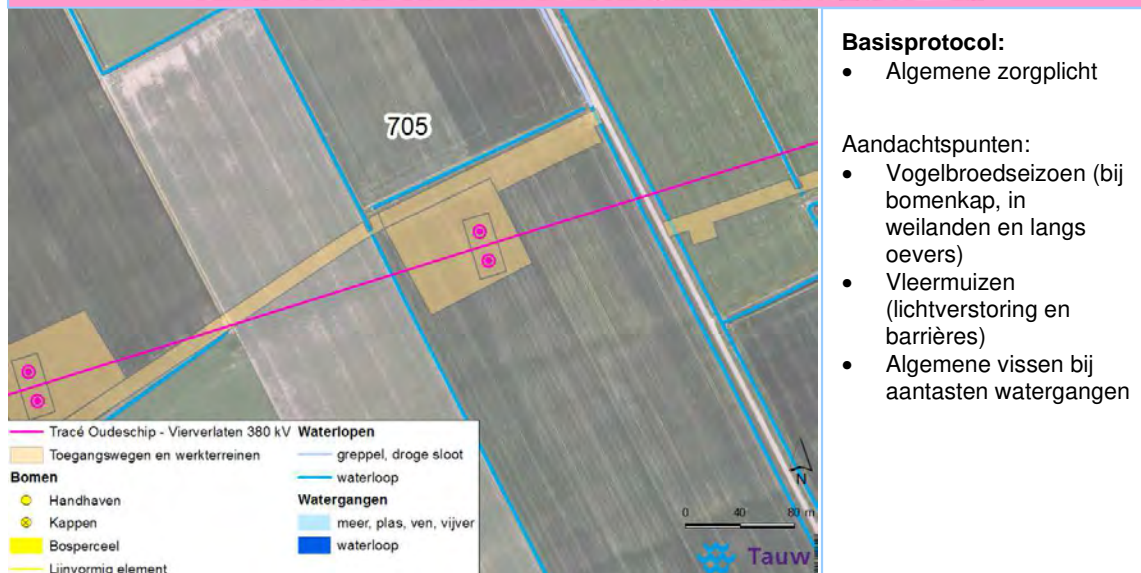 705
Tracé Oudeschip - Vierverlaten 380 kV
Toegangswegen en werkterreinen
Bomen
Handhaven
Kappen
Bosperceel
Lijnvormig element
Waterlopen
greppel, droge sloot
waterloop
Watergangen
meer, plas, ven, vijver
waterloop
N
0 40 80 m
Tauw
Basisprotocol:
• Algemene zorgplicht
Aandachtspunten:
• Vogelbroedseizoen (bij
bomenkap, in
weilanden en langs
oevers)
• Vleermuizen
(lichtverstoring en
barrières)
• Algemene vissen bij
aantasten watergangen